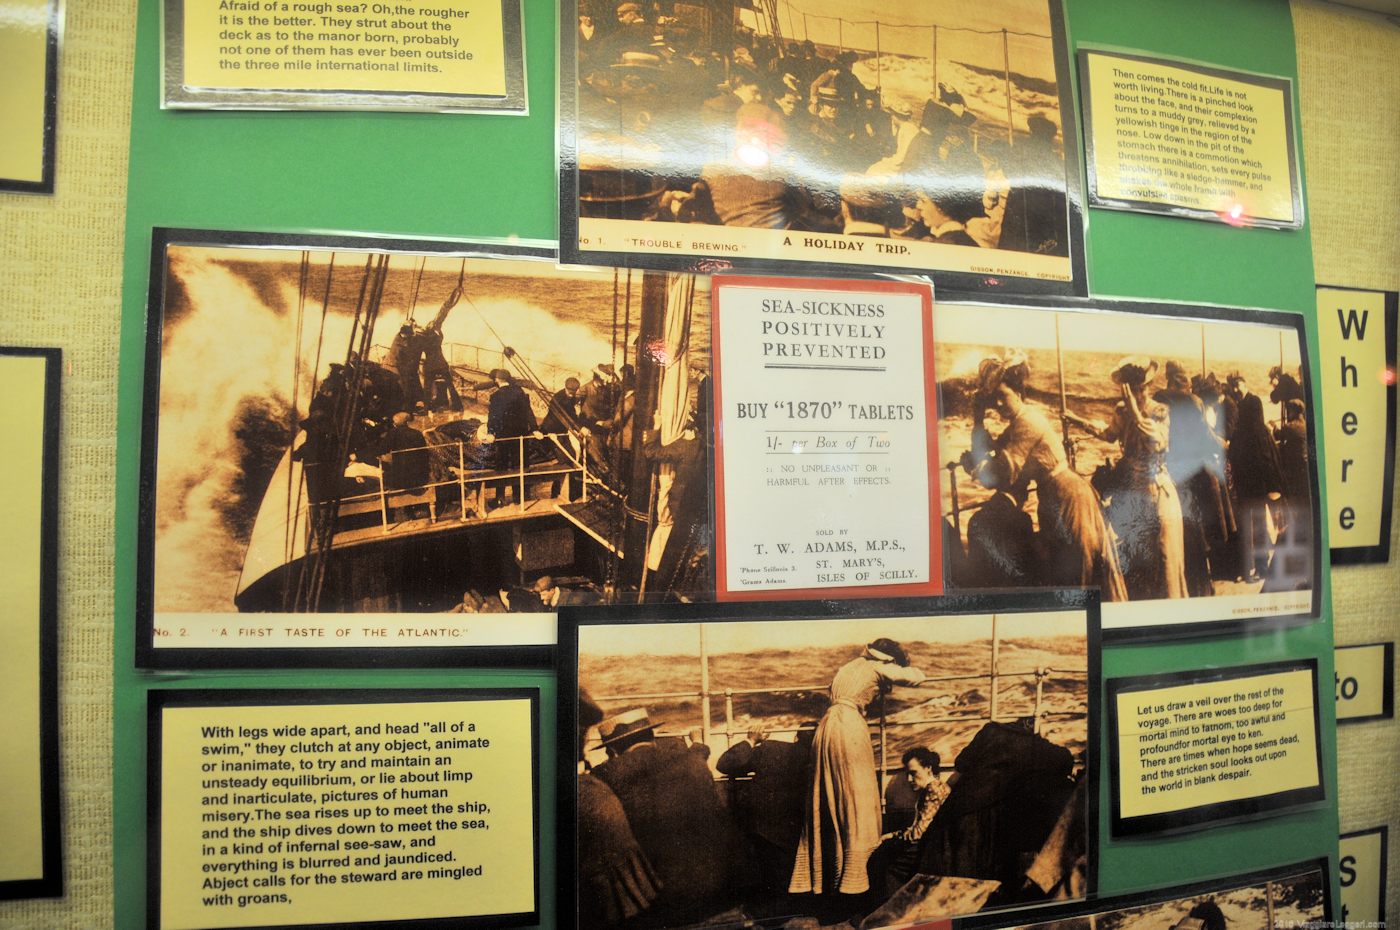 Afraid of a rough sea? Oh,the rougher
it is the better. They strut about the
deck as to the manor born, probably
not one of them has ever been outside
the three mile international limits.
No 1. "TROUBLE BREWING" A HOLIDAY TRIP.
GIBSON, PENZANCE, COPYRIGHT
Then comes the cold fit.Life is not
worth living.There is a pinched look
about the face, and their complexion
turns to a muddy grey, relieved by a
yellowish tinge in the region of the
nose. Low down in the pit of the
stomach there is a commotion which
threatens annihilation, sets every pulse
throbbing like a sledge-hammer, and
the whole frame with
convulsive spasms.
No. 2. "A FIRST TASTE OF THE ATLANTIC."
SEA-SICKNESS
POSITIVELY
PREVENTED
BUY "1870" TABLETS
1/- per Box of Two
:: NO UNPLEASANT OR ::
HARMFUL AFTER EFFECTS.
SOLD BY
T. W. ADAMS, M.P.S.,
'Phone Scillonia 3. ST. MARY'S,
'Grams Adams. ISLES OF SCILLY.
GIBSON, PENZANCE, COPYRIGHT
Where
to
S
With legs wide apart, and head "all of a
swim," they clutch at any object, animate
or inanimate, to try and maintain an
unsteady equilibrium, or lie about limp
and inarticulate, pictures of human
misery.The sea rises up to meet the ship,
and the ship dives down to meet the sea,
in a kind of infernal see-saw, and
everything is blurred and jaundiced.
Abject calls for the steward are mingled
with groans,
Let us draw a veil over the rest of the
voyage. There are woes too deep for
mortal mind to fathom, too awful and
profoundfor mortal eye to ken.
There are times when hope seems dead,
and the stricken soul looks out upon
the world in blank despair.
2010 ViaggiareLeggeri.com